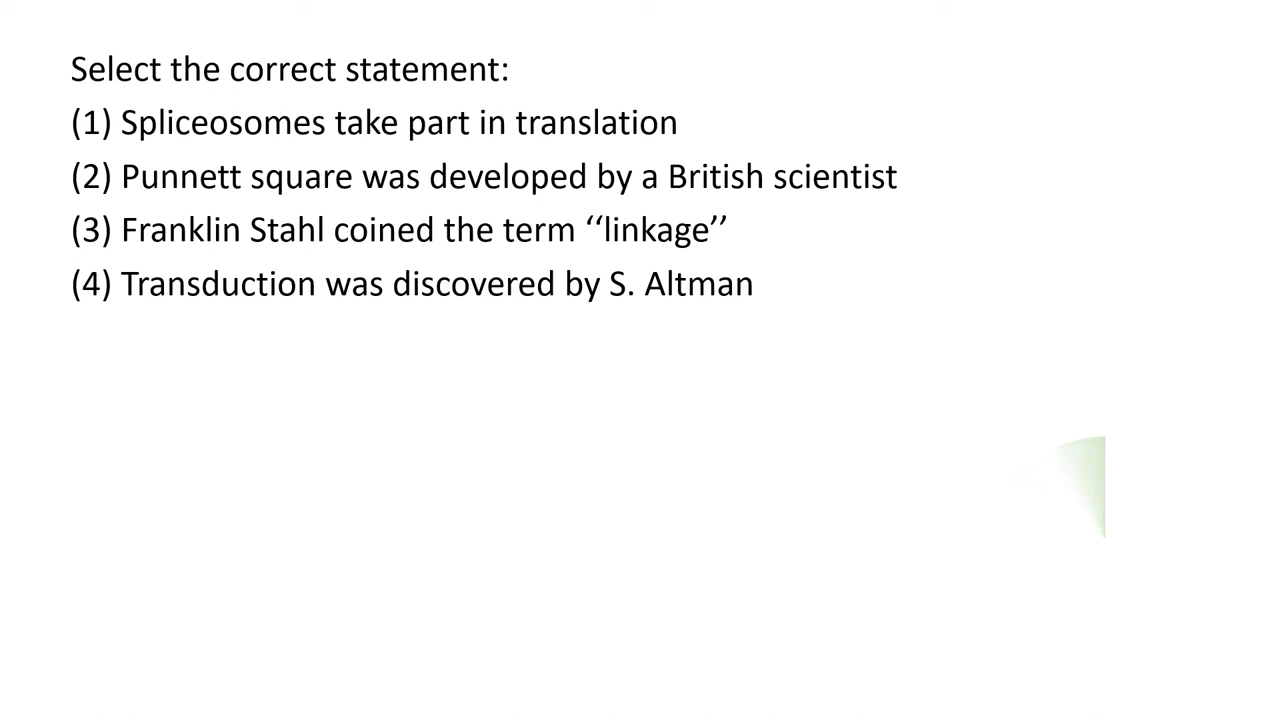 Select the correct statement:
(1) Spliceosomes take part in translation
(2) Punnett square was developed by a British scientist
(3) Franklin Stahl coined the term ‘‘linkage’’
(4) Transduction was discovered by S. Altman